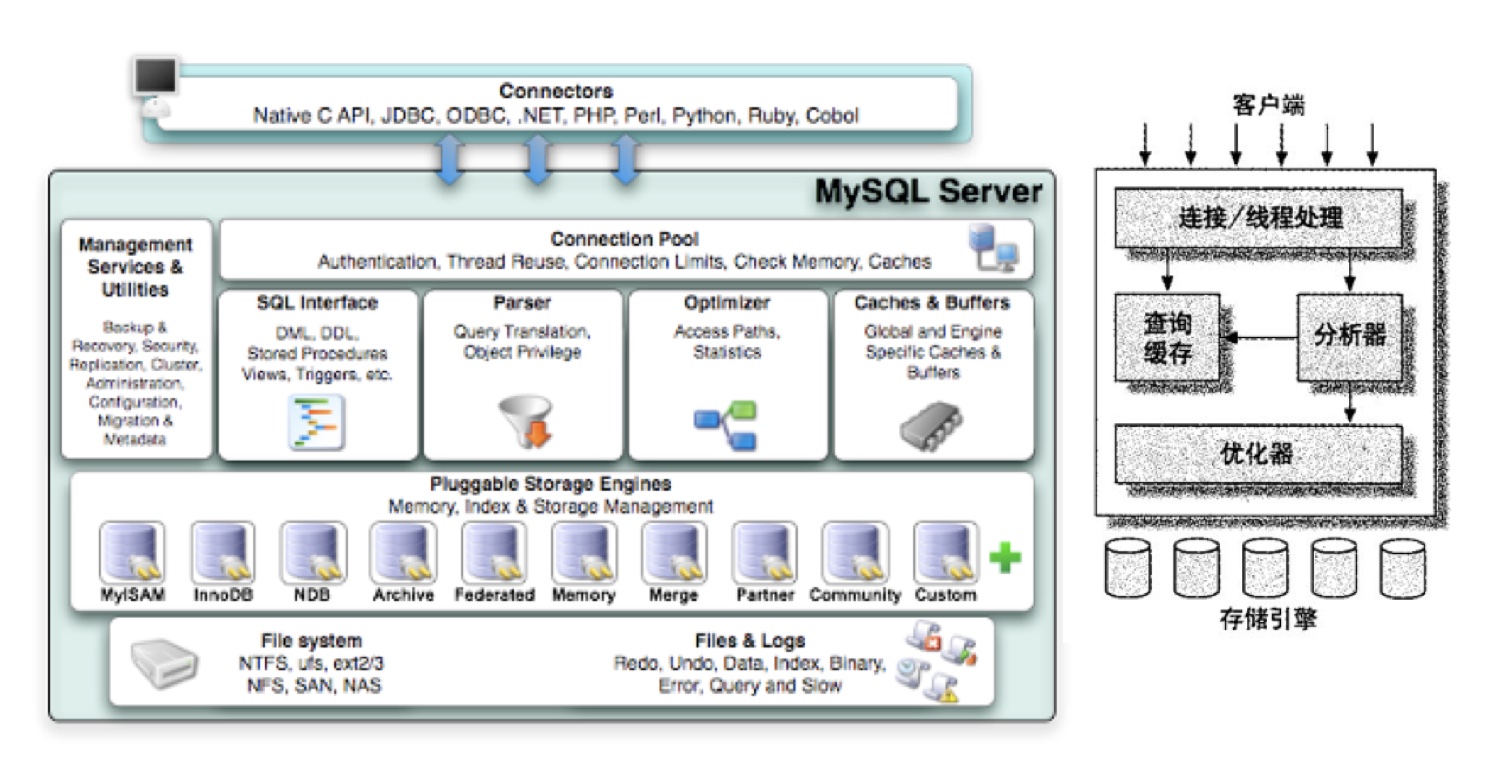 Connectors
Native C API, JDBC, ODBC, .NET, PHP, Perl, Python, Ruby, Cobol
MySQL Server
Management
Services &
Utilities
Backup &
Recovery, Security,
Replication, Cluster,
Administration,
Configuration,
Migration &
Metadata
Connection Pool
Authentication, Thread Reuse, Connection Limits, Check Memory, Caches
SQL Interface
DML, DDL,
Stored Procedures
Views, Triggers, etc.
Parser
Query Translation,
Object Privilege
Optimizer
Access Paths,
Statistics
Caches & Buffers
Global and Engine
Specific Caches &
Buffers
Pluggable Storage Engines
Memory, Index & Storage Management
MyISAM
InnoDB
NDB
Archive
Federated
Memory
Merge
Partner
Community
Custom
File system
NTFS, ufs, ext2/3
NFS, SAN, NAS
Files & Logs
Redo, Undo, Data, Index, Binary,
Error, Query and Slow
客户端
连接/线程处理
查询
缓存
分析器
优化器
存储引擎